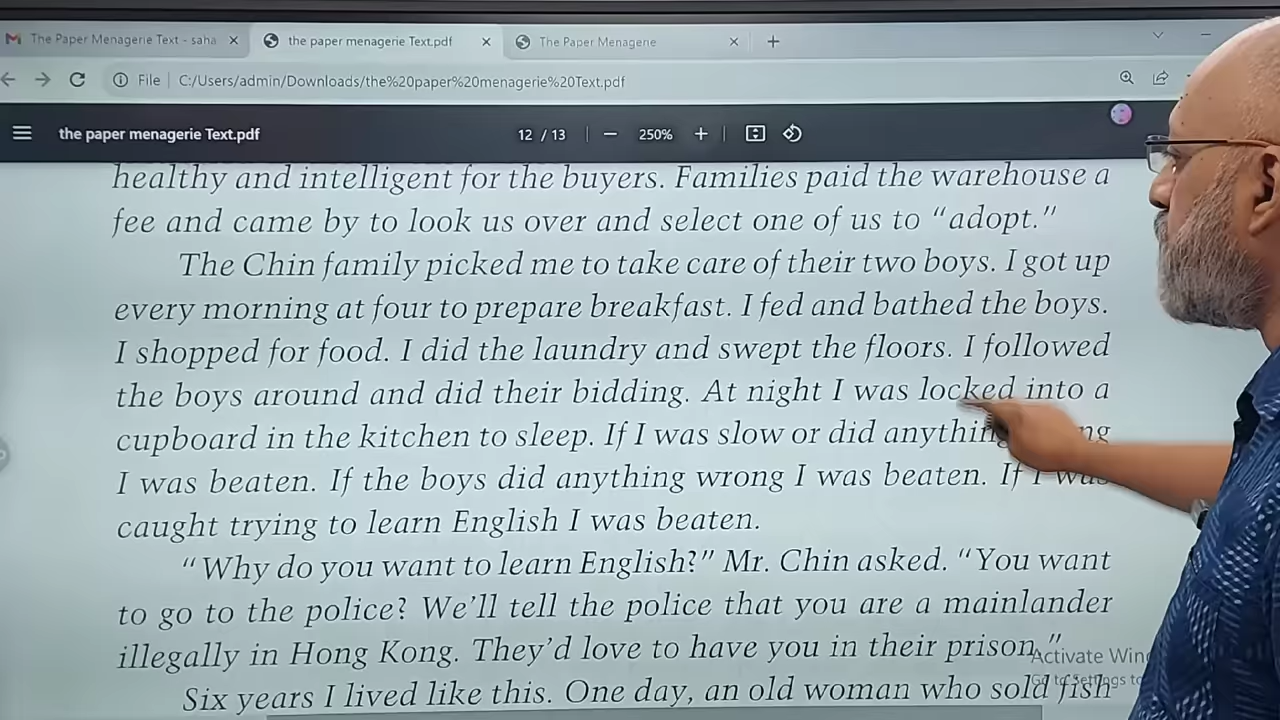 The Paper Menagerie Text - saha
the paper menagerie Text.pdf
The Paper Menagerie
File | C:/Users/admin/Downloads/the%20paper%20menagerie%20Text.pdf
the paper menagerie Text.pdf
12 / 13
250%
healthy and intelligent for the buyers. Families paid the warehouse a
fee and came by to look us over and select one of us to “adopt.”
The Chin family picked me to take care of their two boys. I got up
every morning at four to prepare breakfast. I fed and bathed the boys.
I shopped for food. I did the laundry and swept the floors. I followed
the boys around and did their bidding. At night I was locked into a
cupboard in the kitchen to sleep. If I was slow or did anything
I was beaten. If the boys did anything wrong I was beaten. If I was
caught trying to learn English I was beaten.
“Why do you want to learn English?” Mr. Chin asked. “You want
to go to the police? We’ll tell the police that you are a mainlander
illegally in Hong Kong. They’d love to have you in their prison.”
Six years I lived like this. One day, an old woman who sold fish
Activate Win
Go to Settings to